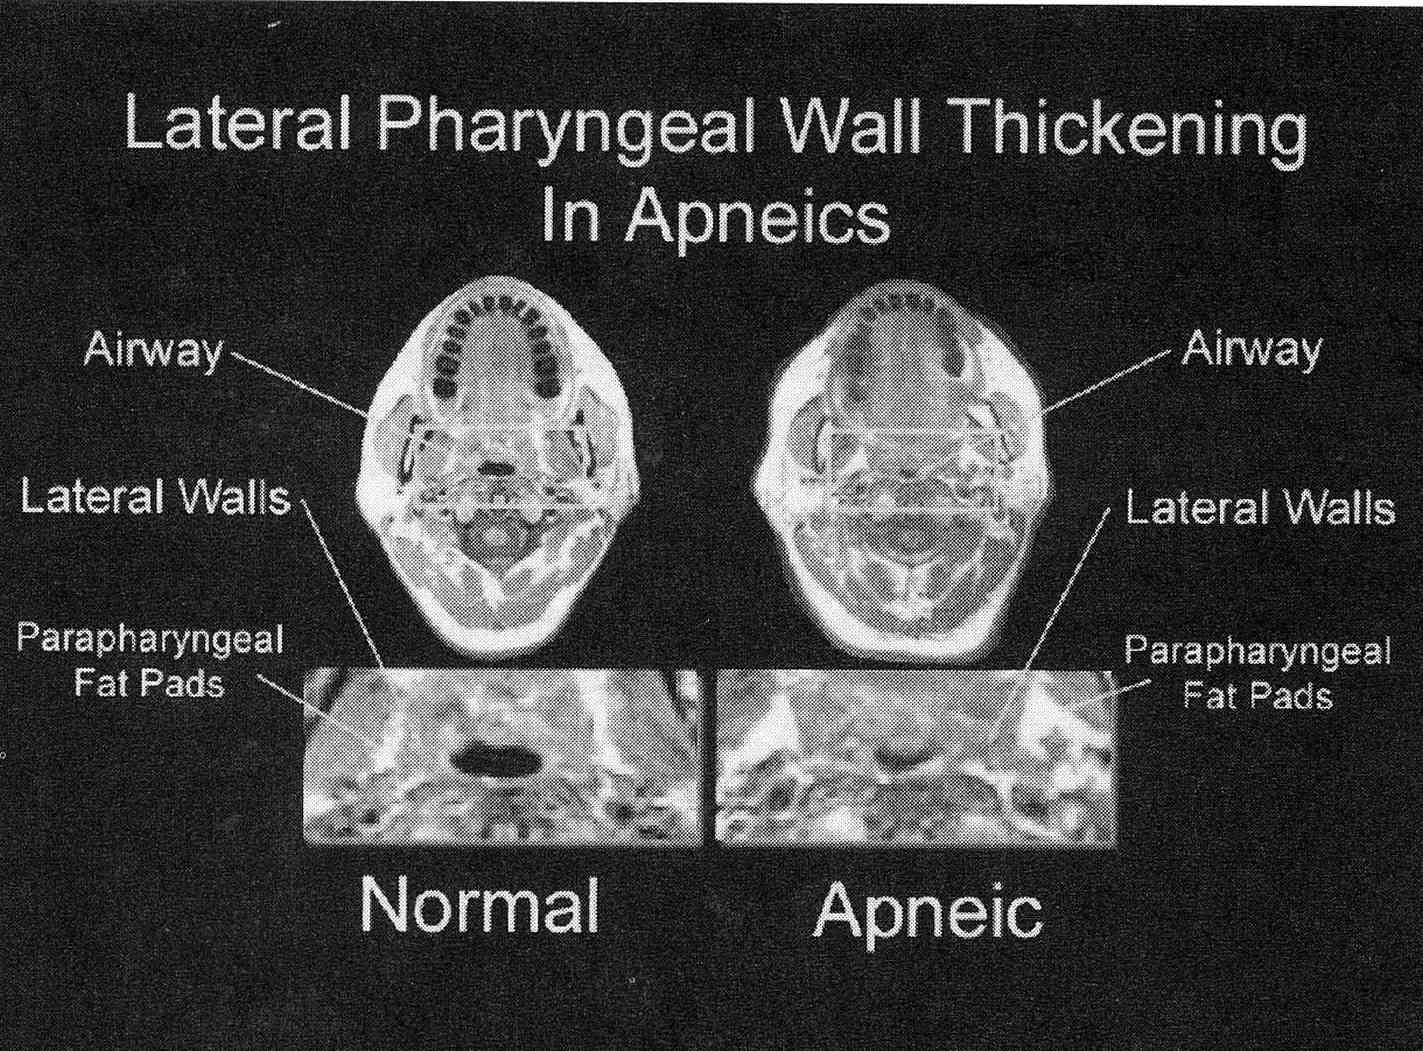 Lateral Pharyngeal Wall Thickening
In Apneics
Airway
Airway
Lateral Walls
Lateral Walls
Parapharyngeal
Fat Pads
Parapharyngeal
Fat Pads
Normal
Apneic